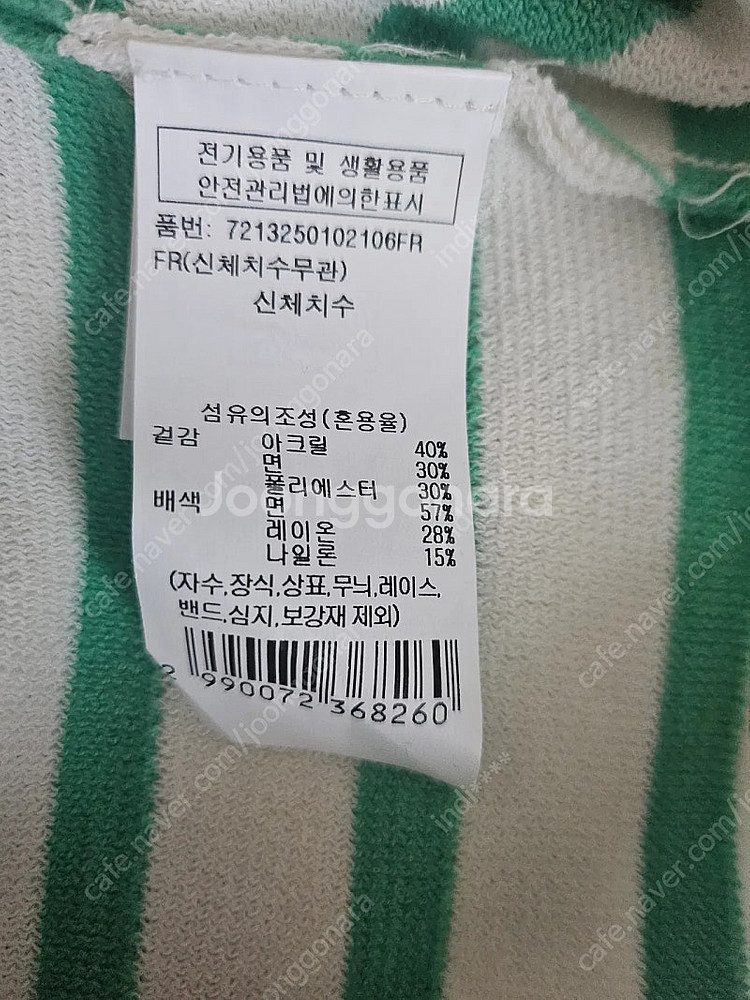 전기용품 및 생활용품
안전관리법에의한표시
품번: 7213250102106FR
FR(신체치수무관)
신체치수
섬유의조성(혼용율)
겉감 아크릴 40%
면 30%
폴리에스터 30%
배색 면 57%
레이온 28%
나일론 15%
(자수,장식,상표,무늬,레이스,
밴드,심지,보강재 제외)
2 990072 368260
Joonggonara